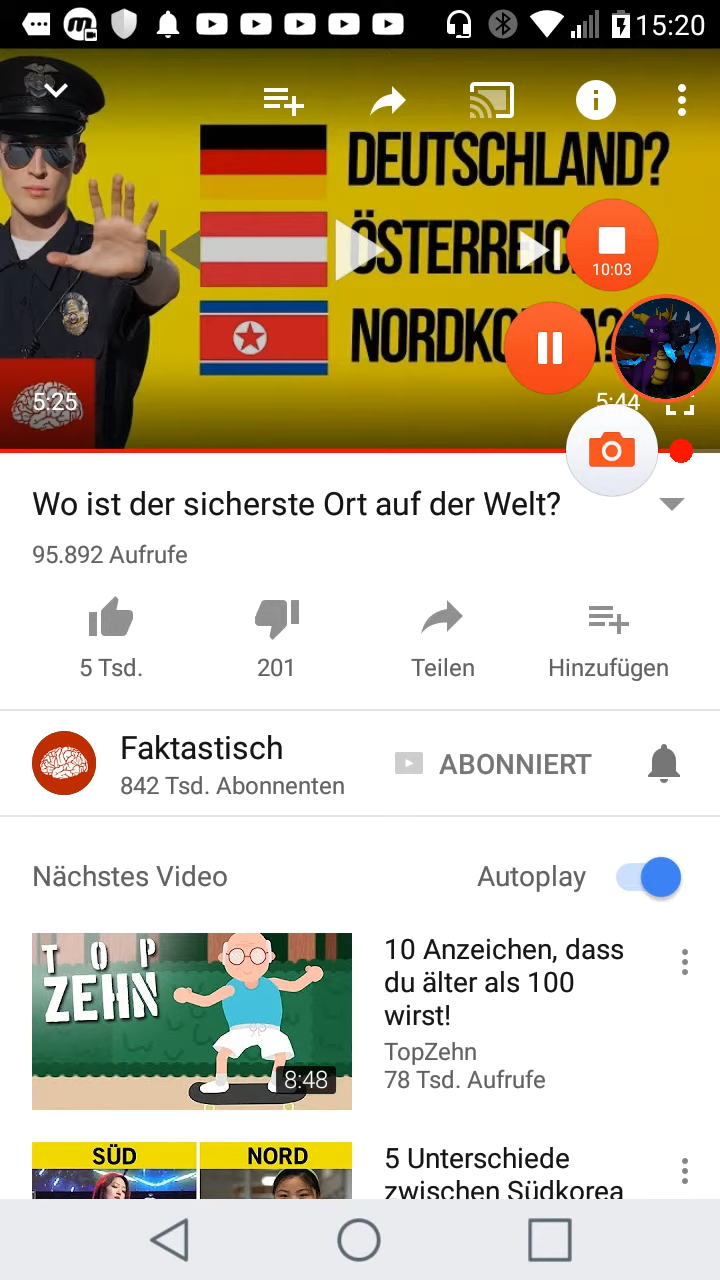 15:20
DEUTSCHLAND?
ÖSTERREIC
10:03
NORDKO A?
5:25
5:44
Wo ist der sicherste Ort auf der Welt?
95.892 Aufrufe
5 Tsd.
201
Teilen
Hinzufügen
Faktastisch
842 Tsd. Abonnenten
ABONNIERT
Nächstes Video
Autoplay
TOP
ZEHN
8:48
10 Anzeichen, dass
du älter als 100
wirst!
TopZehn
78 Tsd. Aufrufe
SÜD
NORD
5 Unterschiede
zwischen Südkorea